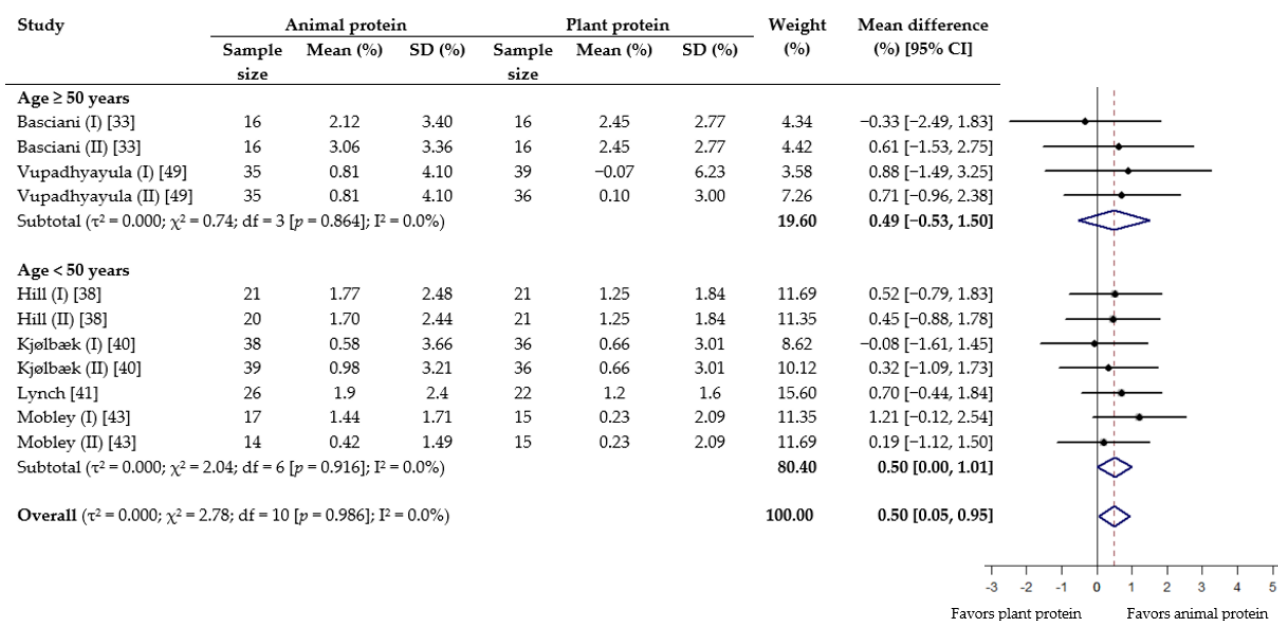 Study Animal protein Plant protein Weight Mean difference
Sample Mean (%) SD (%) Sample Mean (%) SD (%) (%) (%) [95% CI]
size size
Age ≥ 50 years
Basciani (I) [33] 16 2.12 3.40 16 2.45 2.77 4.34 −0.33 [−2.49, 1.83]
Basciani (II) [33] 16 3.06 3.36 16 2.45 2.77 4.42 0.61 [−1.53, 2.75]
Vupadhyayula (I) [49] 35 0.81 4.10 39 −0.07 6.23 3.58 0.88 [−1.49, 3.25]
Vupadhyayula (II) [49] 35 0.81 4.10 36 0.10 3.00 7.26 0.71 [−0.96, 2.38]
Subtotal (τ² = 0.000; χ² = 0.74; df = 3 [p = 0.864]; I² = 0.0%) 19.60 0.49 [−0.53, 1.50]
Age < 50 years
Hill (I) [38] 21 1.77 2.48 21 1.25 1.84 11.69 0.52 [−0.79, 1.83]
Hill (II) [38] 20 1.70 2.44 21 1.25 1.84 11.35 0.45 [−0.88, 1.78]
Kjølbæk (I) [40] 38 0.58 3.66 36 0.66 3.01 8.62 −0.08 [−1.61, 1.45]
Kjølbæk (II) [40] 39 0.98 3.21 36 0.66 3.01 10.12 0.32 [−1.09, 1.73]
Lynch [41] 26 1.9 2.4 22 1.2 1.6 15.60 0.70 [−0.44, 1.84]
Mobley (I) [43] 17 1.44 1.71 15 0.23 2.09 11.35 1.21 [−0.12, 2.54]
Mobley (II) [43] 14 0.42 1.49 15 0.23 2.09 11.69 0.19 [−1.12, 1.50]
Subtotal (τ² = 0.000; χ² = 2.04; df = 6 [p = 0.916]; I² = 0.0%) 80.40 0.50 [0.00, 1.01]
Overall (τ² = 0.000; χ² = 2.78; df = 10 [p = 0.986]; I² = 0.0%) 100.00 0.50 [0.05, 0.95]
-3 -2 -1 0 1 2 3 4 5
Favors plant protein Favors animal protein